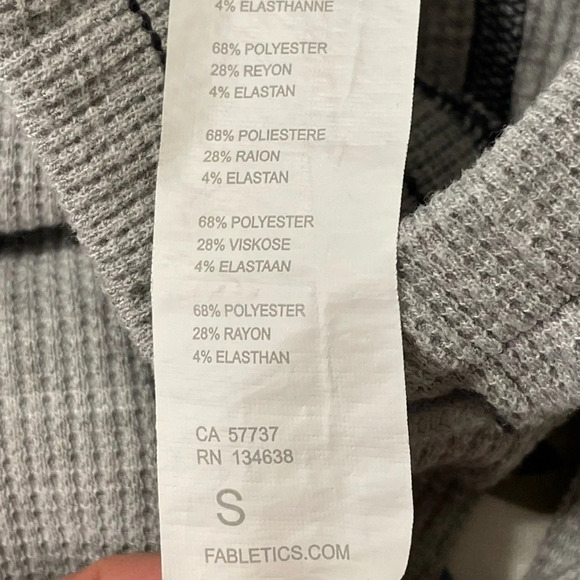 4% ELASTHANNE
68% POLYESTER
28% REYON
4% ELASTAN
68% POLIESTERE
28% RAION
4% ELASTAN
68% POLYESTER
28% VISKOSE
4% ELASTAAN
68% POLYESTER
28% RAYON
4% ELASTHAN
CA 57737
RN 134638
S
FABLETICS.COM